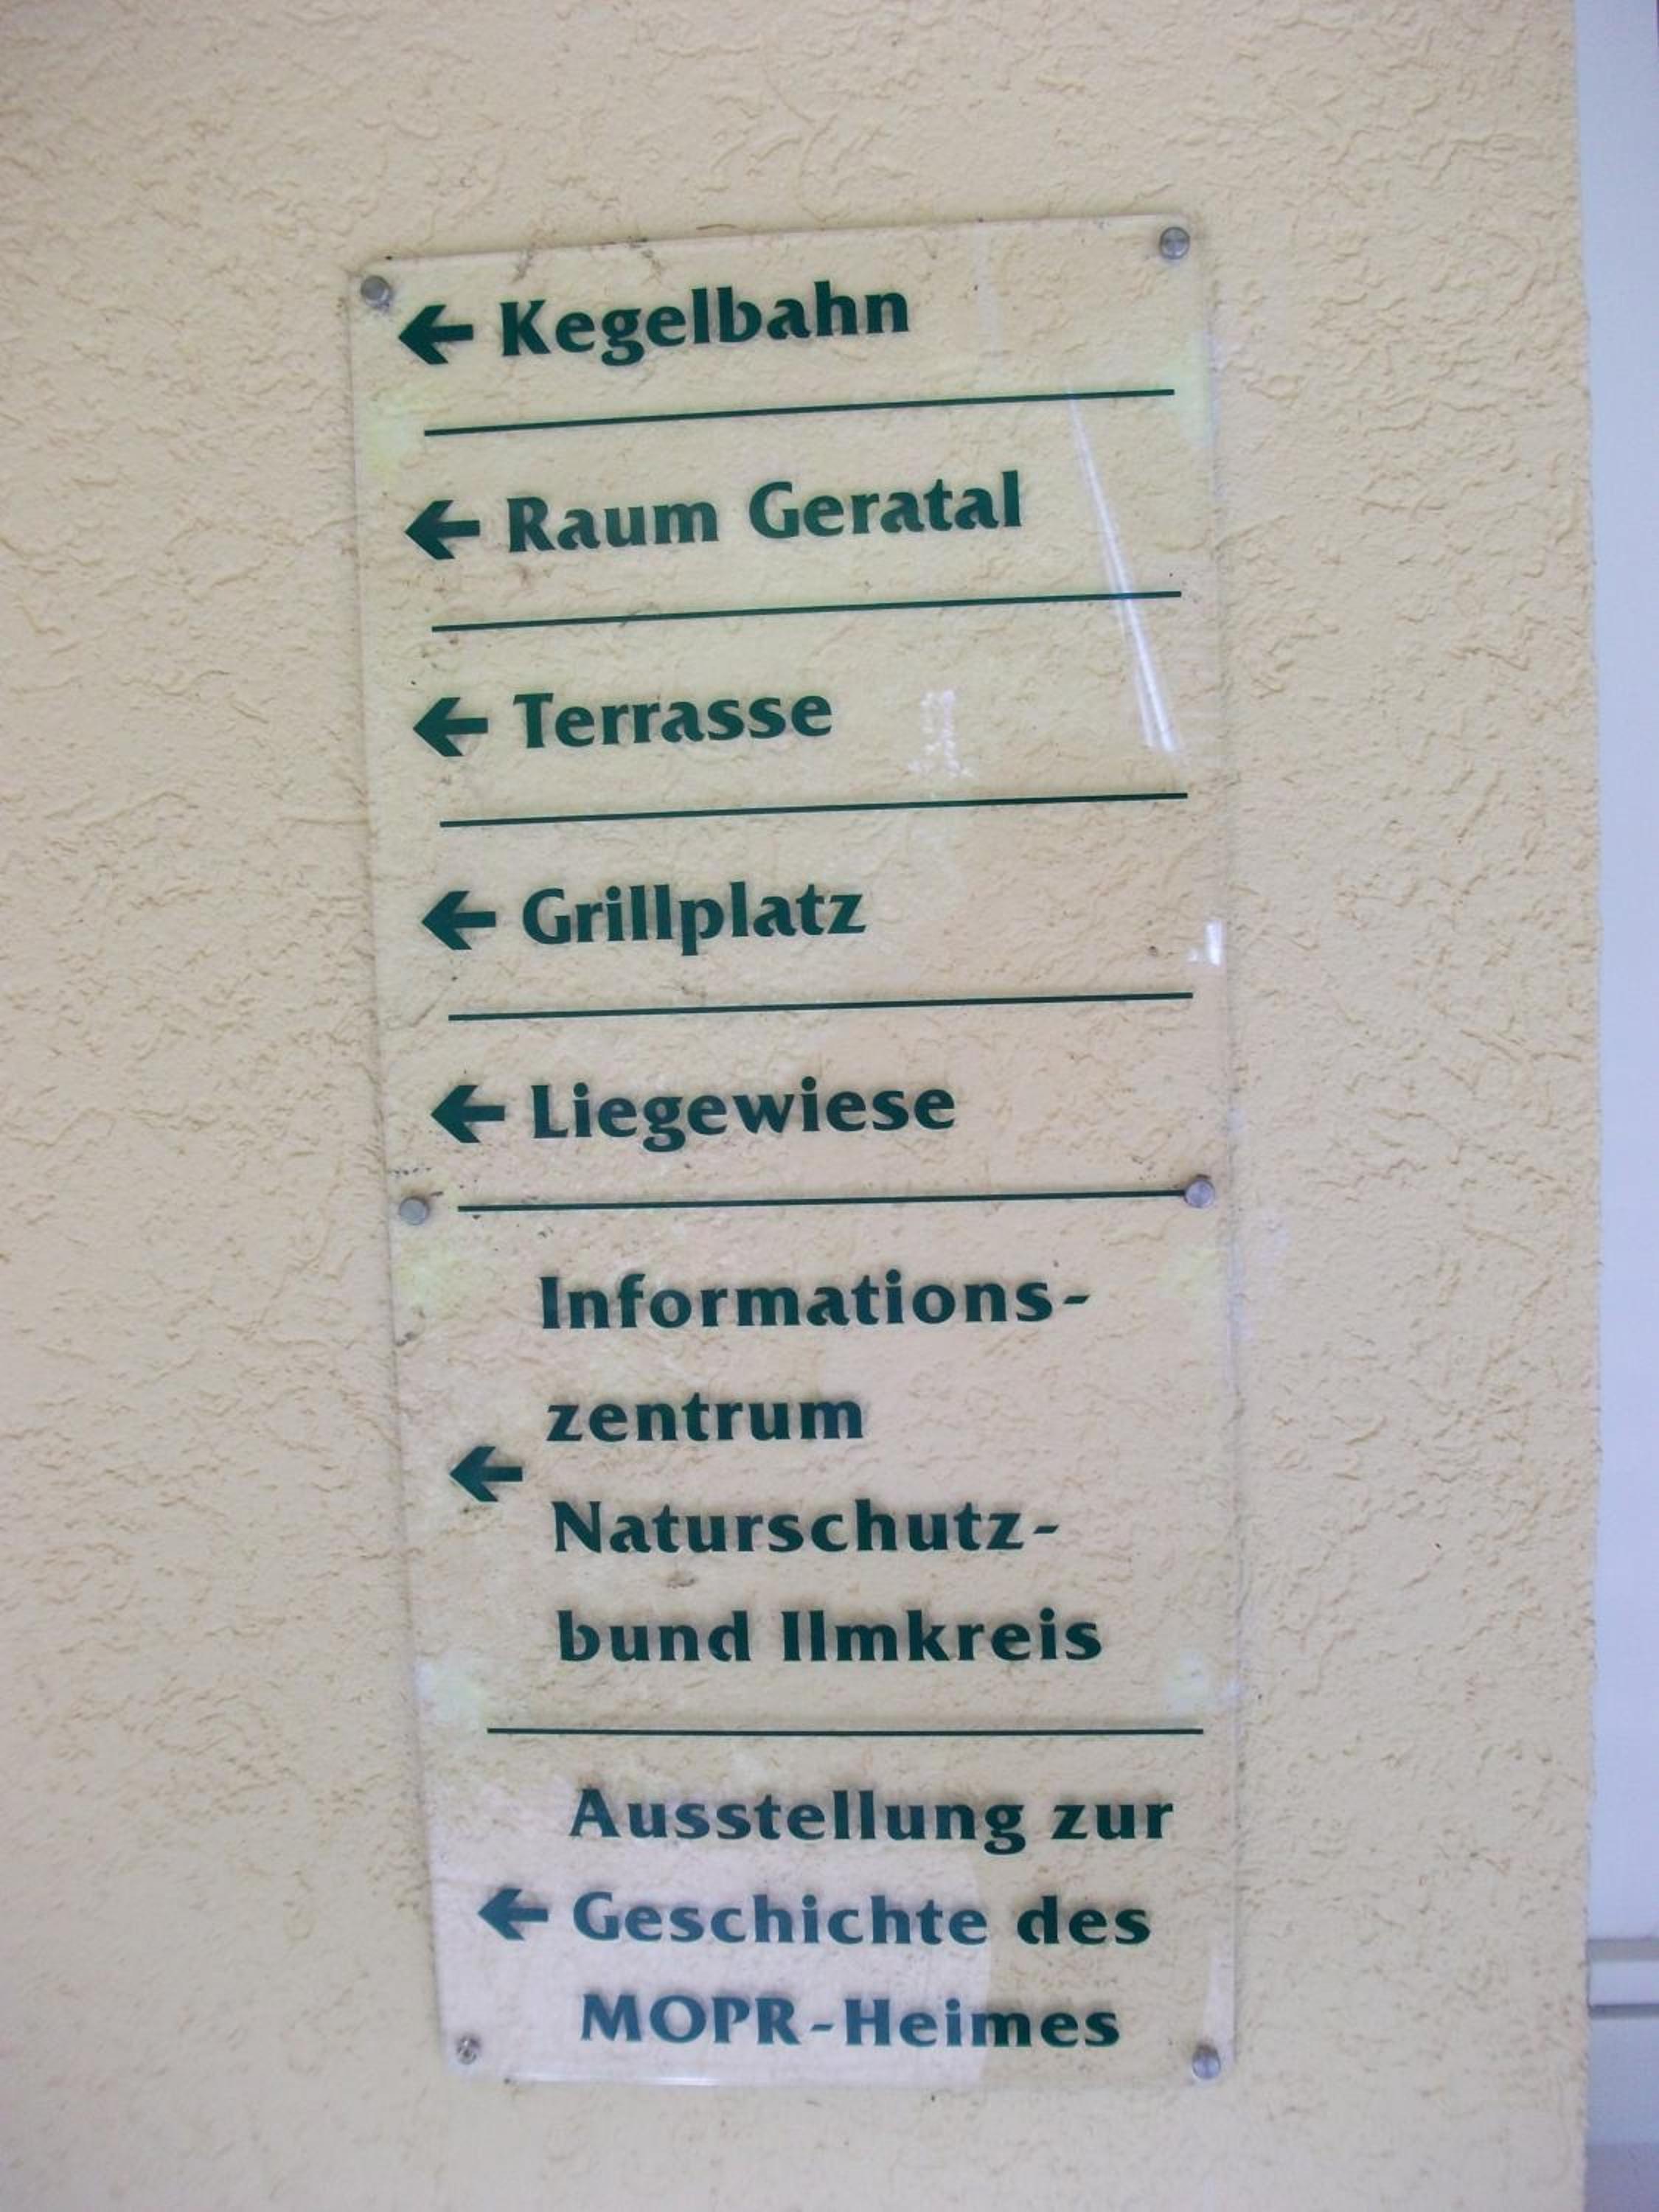 ← Kegelbahn
← Raum Geratal
← Terrasse
← Grillplatz
← Liegewiese
Informations-
zentrum
← Naturschutz-
bund Ilmkreis
Ausstellung zur
← Geschichte des
MOPR-Heimes